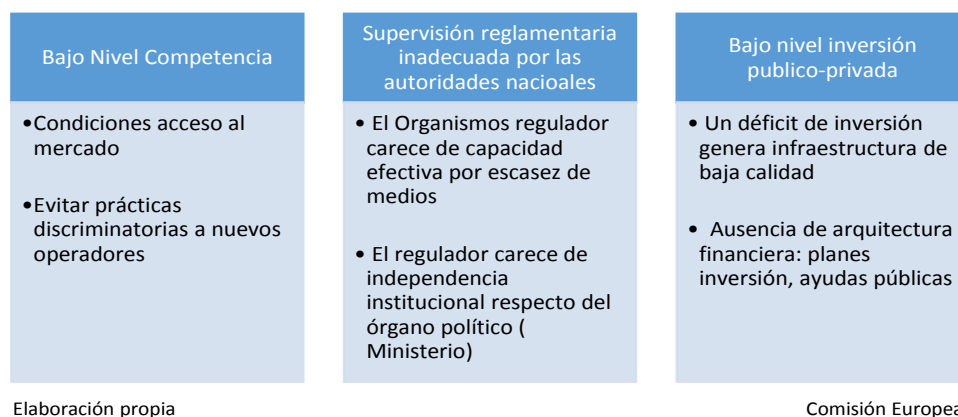 Bajo Nivel Competencia
•Condiciones acceso al
mercado
•Evitar prácticas
discriminatorias a nuevos
operadores
Supervisión reglamentaria
inadecuada por las
autoridades nacioales
• El Organismos regulador
carece de capacidad
efectiva por escasez de
medios
• El regulador carece de
independencia
institucional respecto del
órgano político (
Ministerio)
Bajo nivel inversión
publico-privada
• Un déficit de inversión
genera infraestructura de
baja calidad
• Ausencia de arquitectura
financiera: planes
inversión, ayudas públicas
Elaboración propia
Comisión Europea